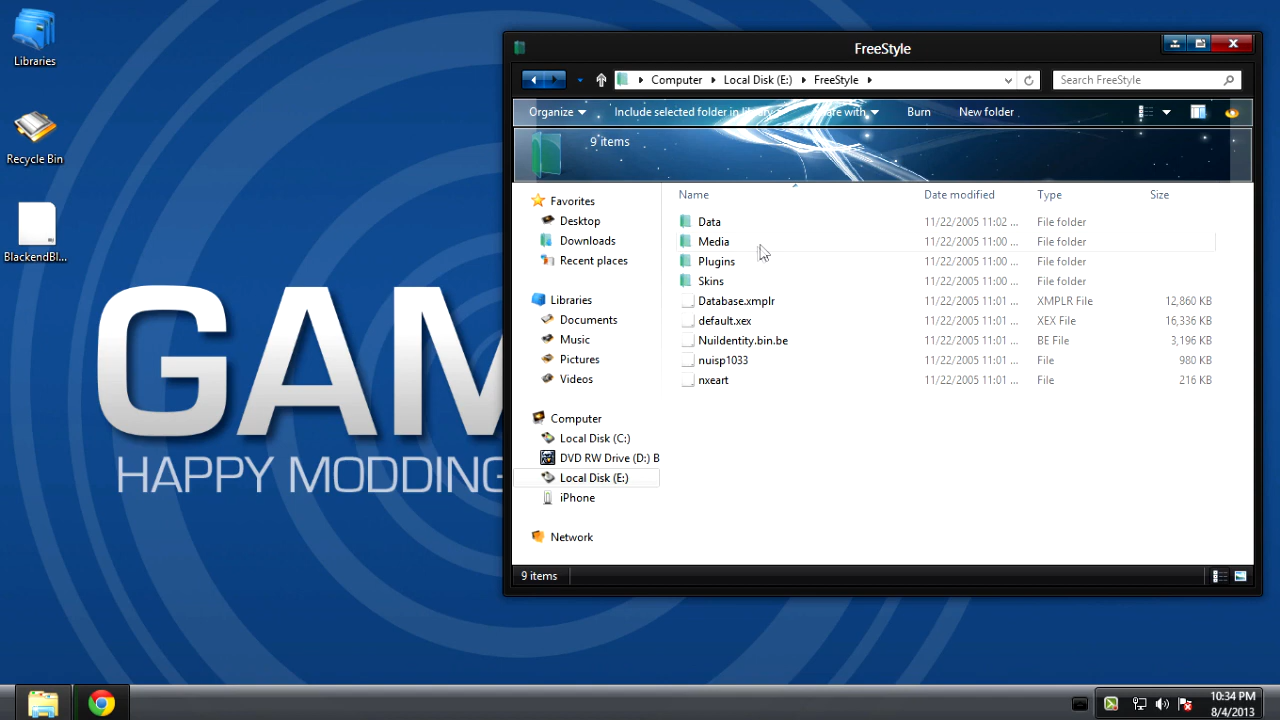 Libraries
Recycle Bin
BlackendBl...
GAM
HAPPY MODDING
FreeStyle
Computer Local Disk (E:) FreeStyle
Search FreeStyle
Organize Include selected folder in library Share with Burn New folder
9 items
Name Date modified Type Size
Favorites
Desktop
Downloads
Recent places
Libraries
Documents
Music
Pictures
Videos
Computer
Local Disk (C:)
DVD RW Drive (D:) B
Local Disk (E:)
iPhone
Network
Data 11/22/2005 11:02 ... File folder
Media 11/22/2005 11:00 ... File folder
Plugins 11/22/2005 11:00 ... File folder
Skins 11/22/2005 11:00 ... File folder
Database.xmplr 11/22/2005 11:01 ... XMPLR File 12,860 KB
default.xex 11/22/2005 11:01 ... XEX File 16,336 KB
NuiIdentity.bin.be 11/22/2005 11:01 ... BE File 3,196 KB
nuisp1033 11/22/2005 11:01 ... File 980 KB
nxeart 11/22/2005 11:01 ... File 216 KB
9 items
10:34 PM
8/4/2013